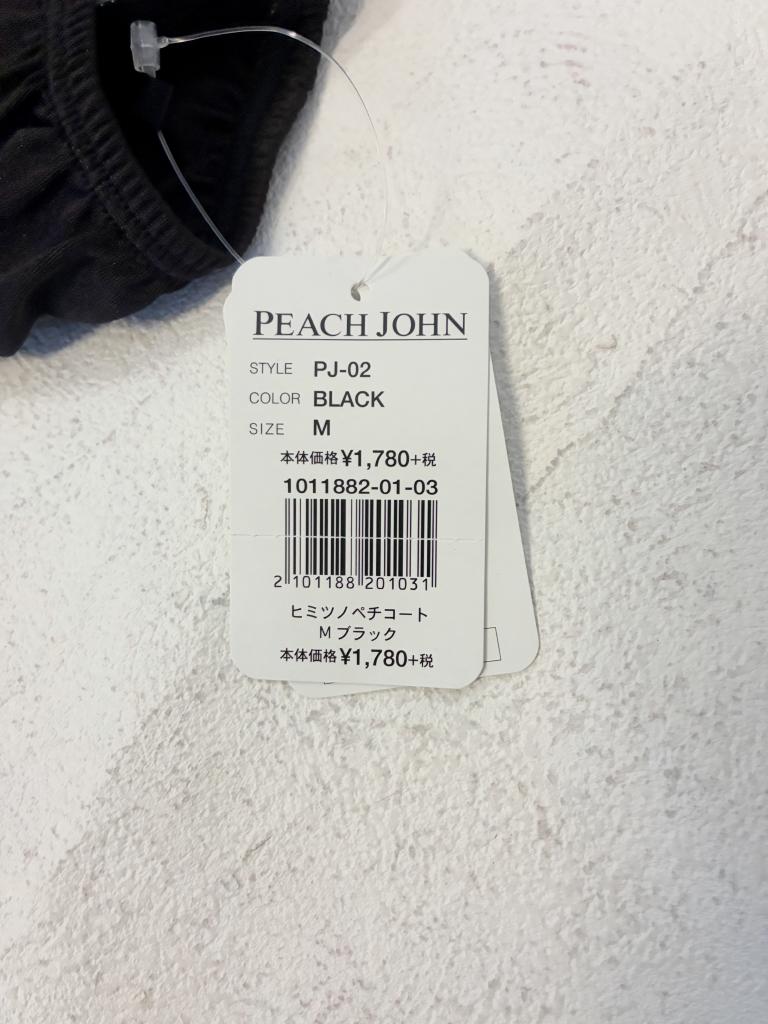 PEACH JOHN
STYLE PJ-02
COLOR BLACK
SIZE M
本体価格 ¥1,780+税
1011882-01-03
2 101188 201031
ヒミツノペチコート
M ブラック
本体価格 ¥1,780+税